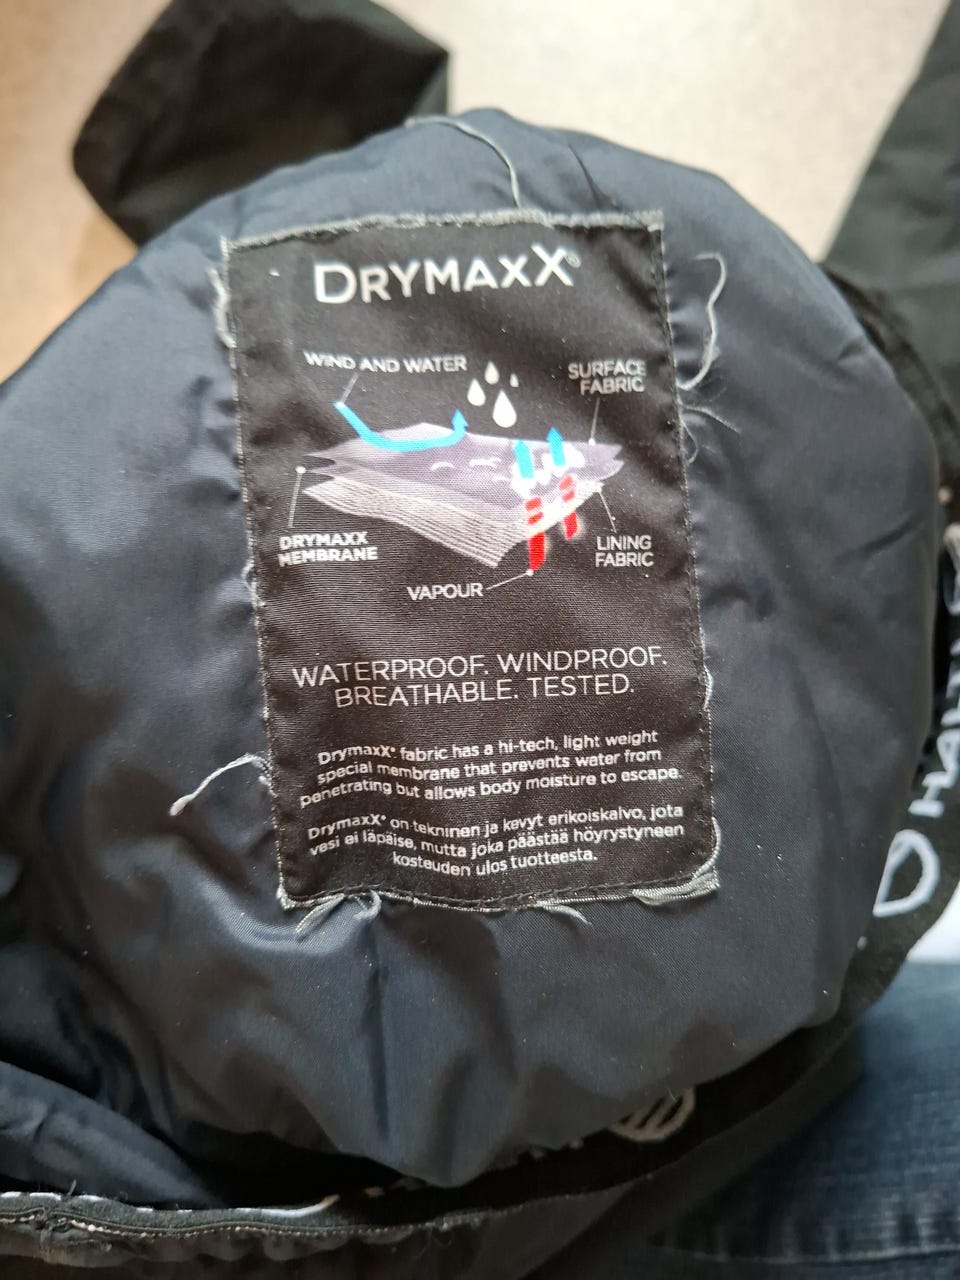 DRYMAXX®
WIND AND WATER
SURFACE
FABRIC
DRYMAXX
MEMBRANE
LINING
FABRIC
VAPOUR
WATERPROOF. WINDPROOF.
BREATHABLE. TESTED.
DrymaxX® fabric has a hi-tech, light weight
special membrane that prevents water from
penetrating but allows body moisture to escape.
DrymaxX® on tekninen ja kevyt erikoiskalvo, jota
vesi ei läpäise, mutta joka päästää höyrystyneen
kosteuden ulos tuotteesta.